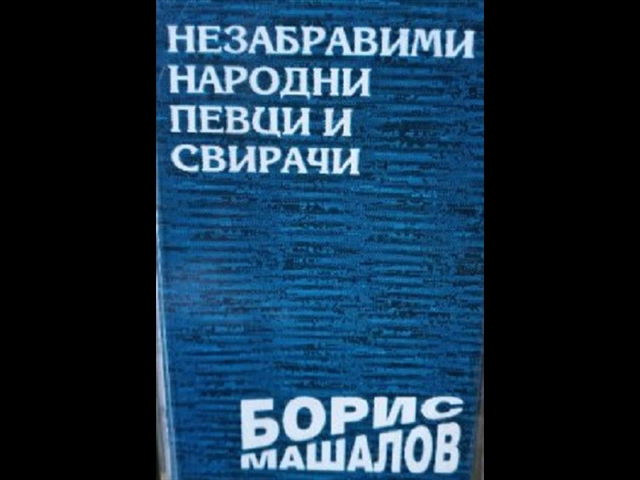 НЕЗАБРАВИМИ
НАРОДНИ
ПЕВЦИ И
СВИРАЧИ
БОРИС
МАШАЛОВ